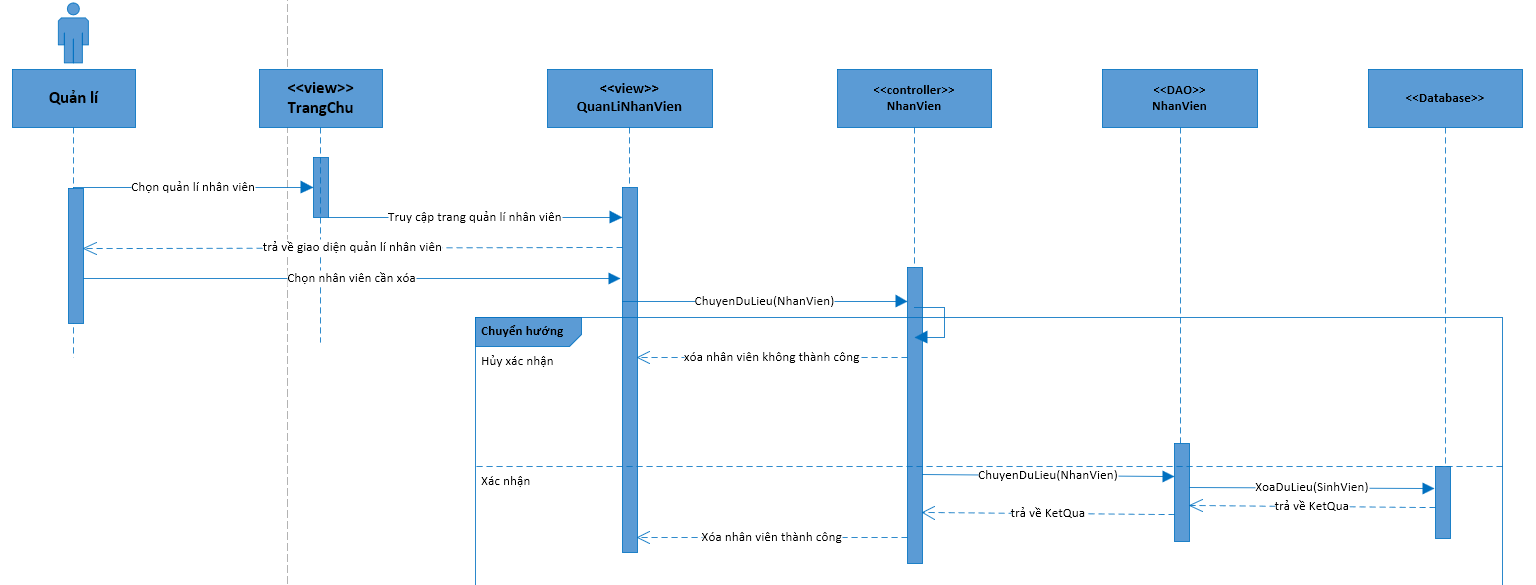 Quản lí
<<view>>
TrangChu
<<view>>
QuanLiNhanVien
<<controller>>
NhanVien
<<DAO>>
NhanVien
<<Database>>
Chọn quản lí nhân viên
Truy cập trang quản lí nhân viên
trả về giao diện quản lí nhân viên
Chọn nhân viên cần xóa
ChuyenDuLieu(NhanVien)
Chuyển hướng
Hủy xác nhận
xóa nhân viên không thành công
Xác nhận
ChuyenDuLieu(NhanVien)
XoaDuLieu(SinhVien)
trả về KetQua
trả về KetQua
Xóa nhân viên thành công